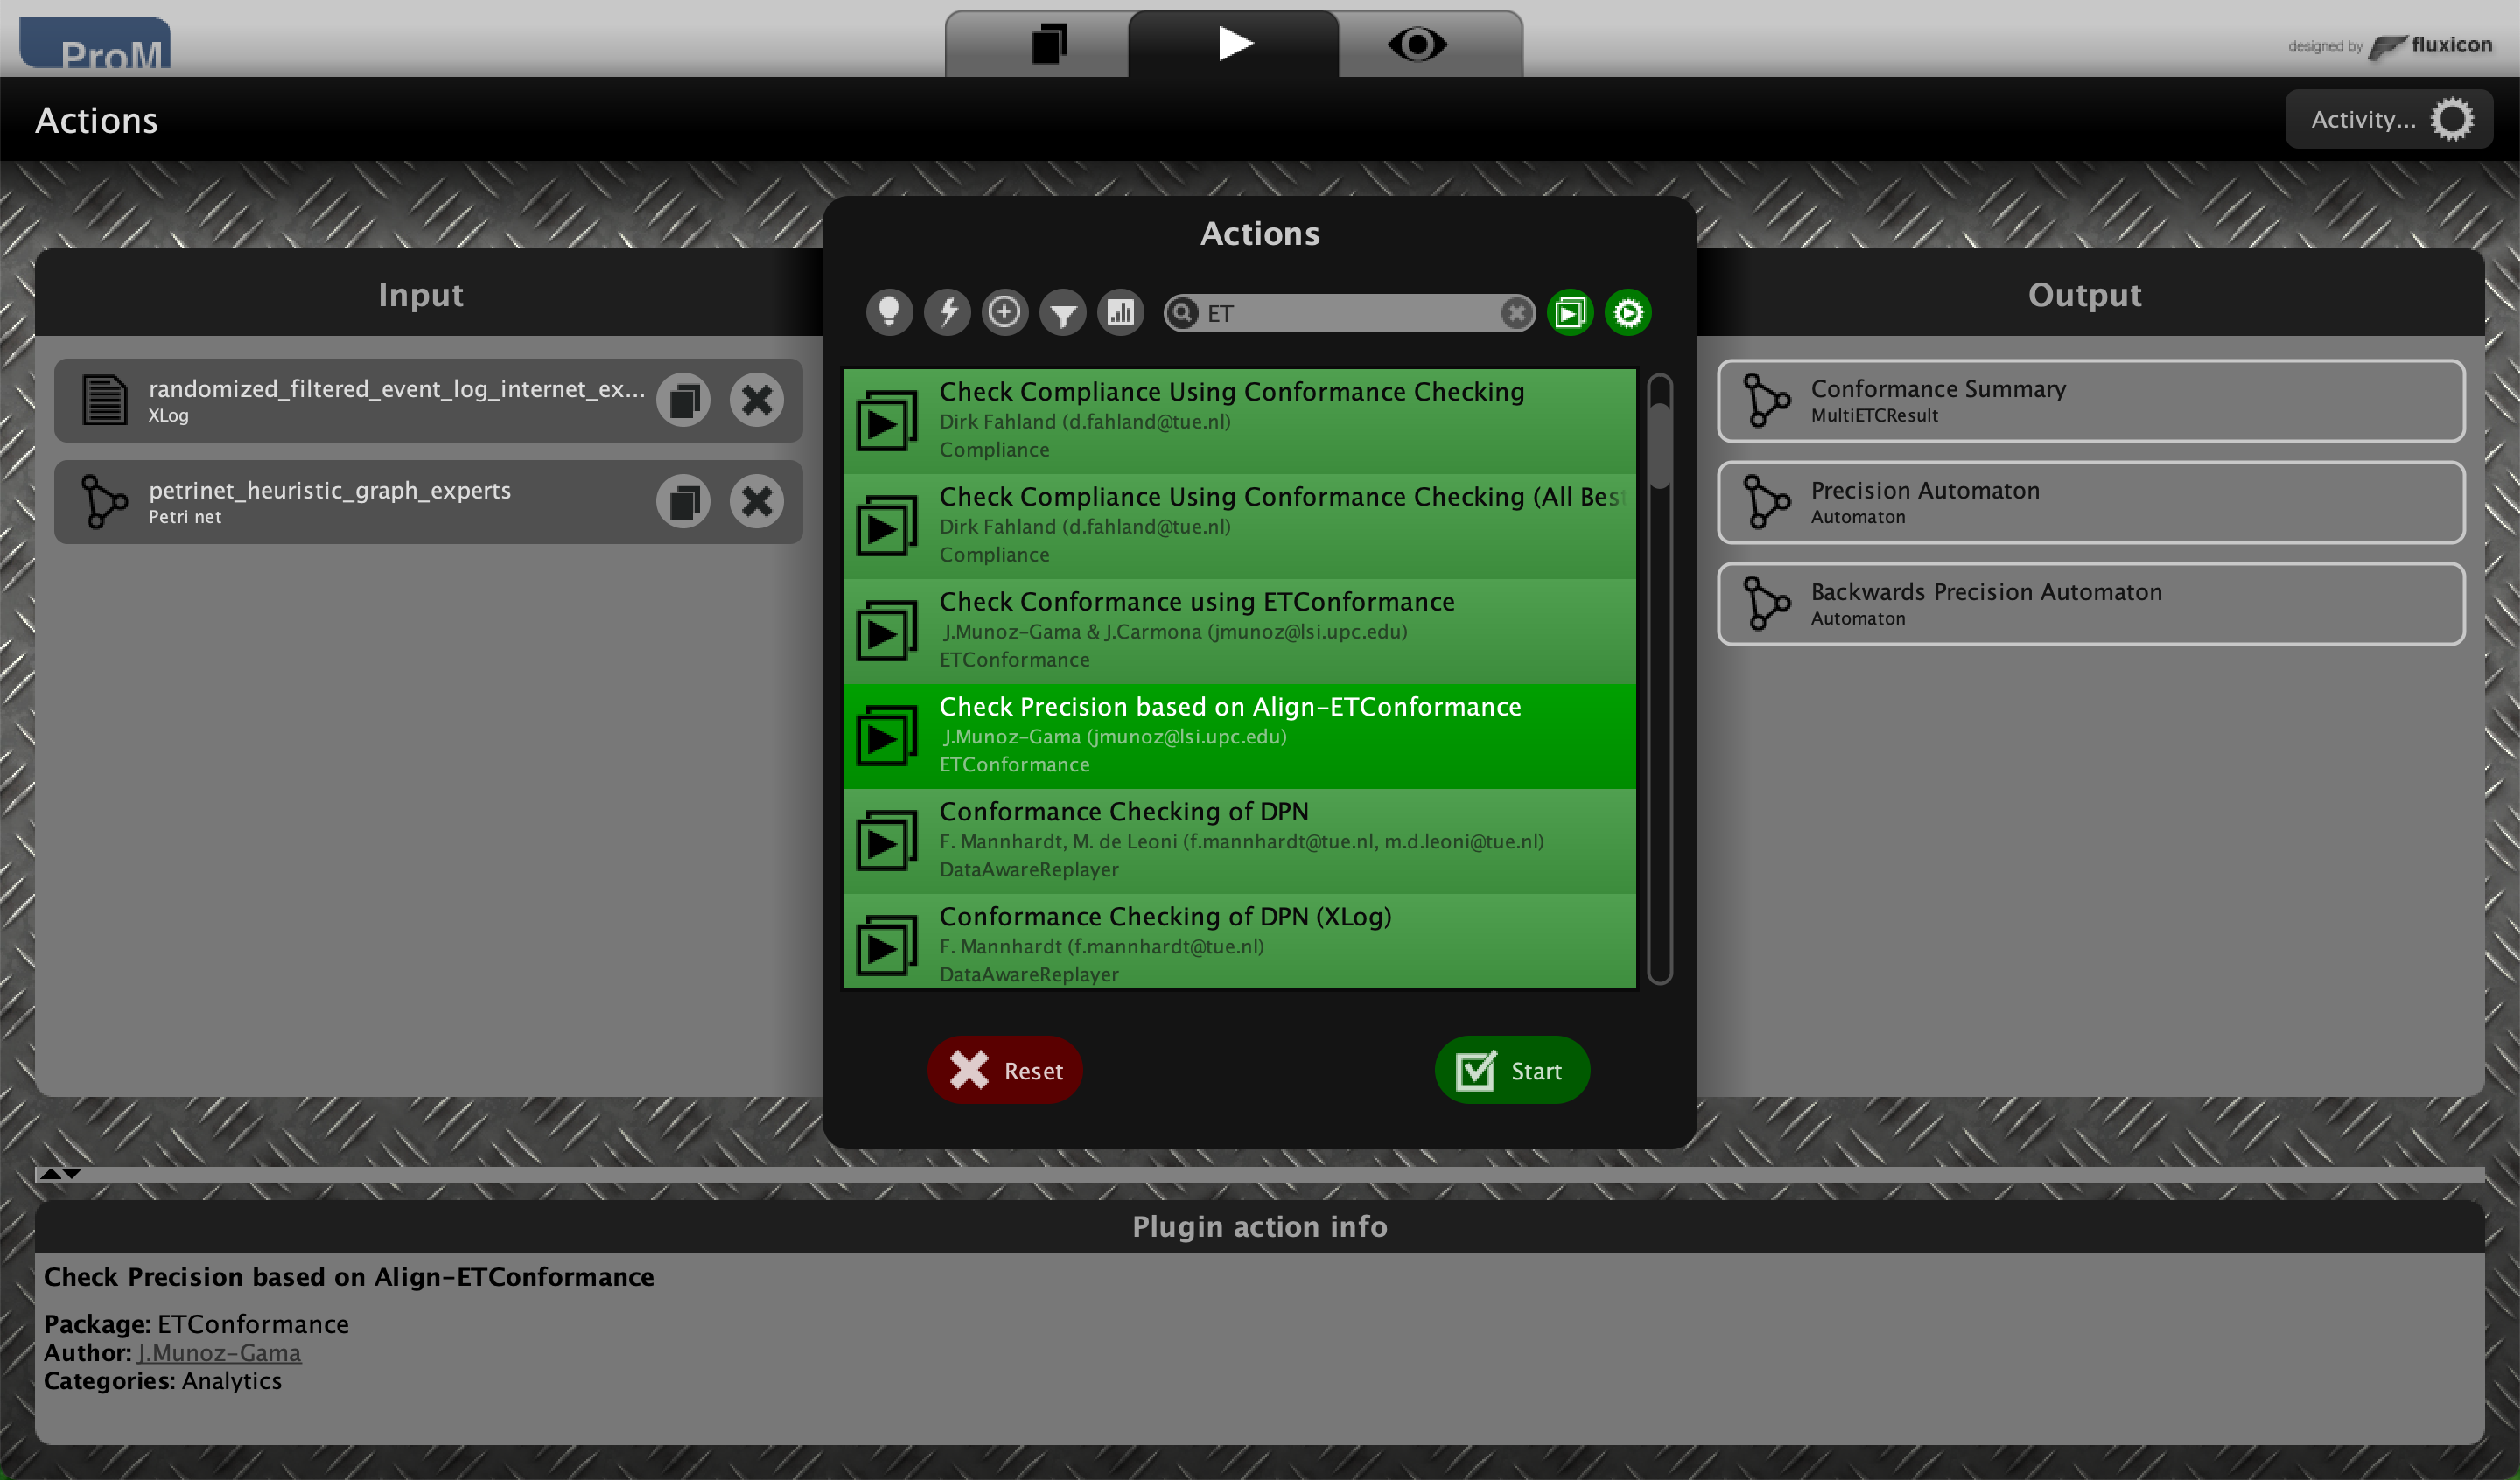 ProM
designed by fluxicon
Actions
Activity...
Input
randomized_filtered_event_log_internet_ex...
XLog
petrinet_heuristic_graph_experts
Petri net
Actions
ET
Check Compliance Using Conformance Checking
Dirk Fahland (d.fahland@tue.nl)
Compliance
Check Compliance Using Conformance Checking (All Best
Dirk Fahland (d.fahland@tue.nl)
Compliance
Check Conformance using ETConformance
J.Munoz-Gama & J.Carmona (jmunoz@lsi.upc.edu)
ETConformance
Check Precision based on Align-ETConformance
J.Munoz-Gama (jmunoz@lsi.upc.edu)
ETConformance
Conformance Checking of DPN
F. Mannhardt, M. de Leoni (f.mannhardt@tue.nl, m.d.leoni@tue.nl)
DataAwareReplayer
Conformance Checking of DPN (XLog)
F. Mannhardt (f.mannhardt@tue.nl)
DataAwareReplayer
Reset
Start
Output
Conformance Summary
MultiETCResult
Precision Automaton
Automaton
Backwards Precision Automaton
Automaton
Plugin action info
Check Precision based on Align-ETConformance
Package: ETConformance
Author: J.Munoz-Gama
Categories: Analytics